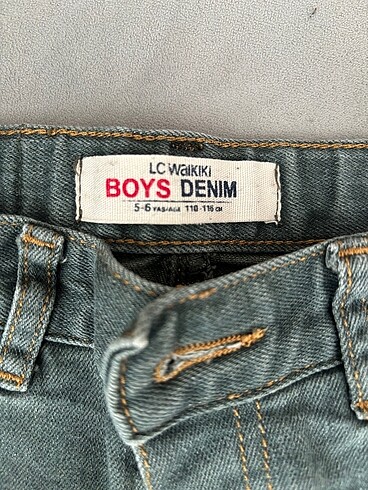 LC WAIKIKI
BOYS DENIM
5-6 YAŞ/AGE 110-116 CM